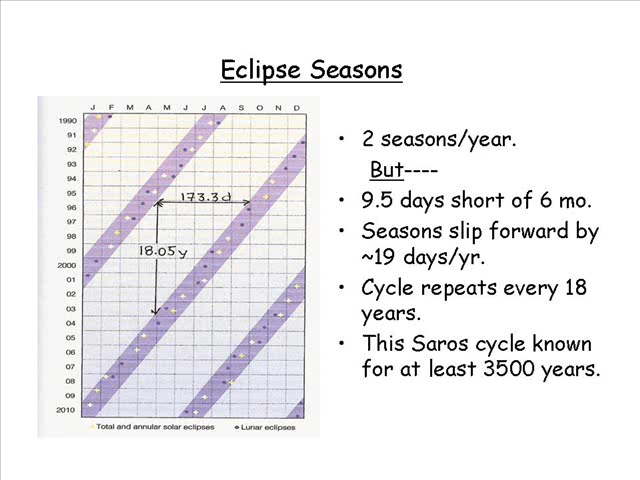 Eclipse Seasons
J F M A M J J A S O N D
1990
91
92
93
94
95
96
97
98
99
2000
01
02
03
04
05
06
07
08
09
2010
173.3d
18.05y
Total and annular solar eclipses
Lunar eclipses
• 2 seasons/year.
But----
• 9.5 days short of 6 mo.
• Seasons slip forward by
~19 days/yr.
• Cycle repeats every 18
years.
• This Saros cycle known
for at least 3500 years.